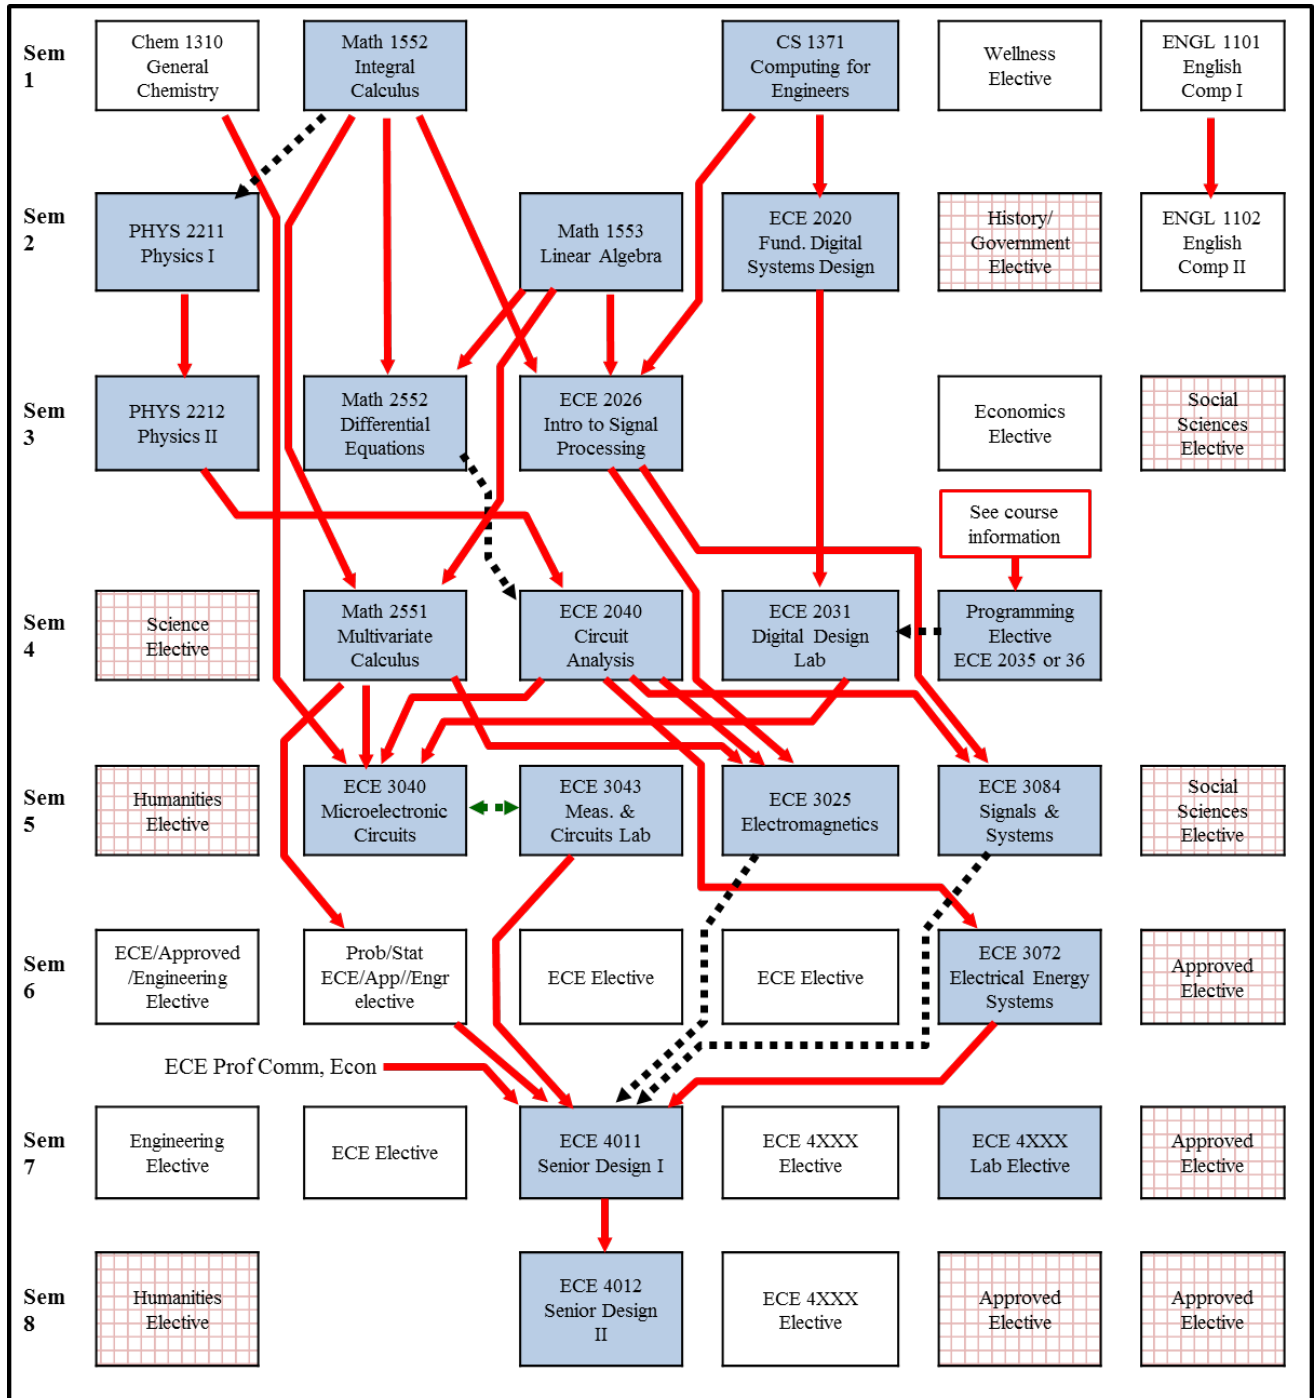 Sem
1
Chem 1310
General
Chemistry
Math 1552
Integral
Calculus
CS 1371
Computing for
Engineers
Wellness
Elective
ENGL 1101
English
Comp I
Sem
2
PHYS 2211
Physics I
Math 1553
Linear Algebra
ECE 2020
Fund. Digital
Systems Design
History/
Government
Elective
ENGL 1102
English
Comp II
Sem
3
PHYS 2212
Physics II
Math 2552
Differential
Equations
ECE 2026
Intro to Signal
Processing
Economics
Elective
Social
Sciences
Elective
See course
information
Sem
4
Science
Elective
Math 2551
Multivariate
Calculus
ECE 2040
Circuit
Analysis
ECE 2031
Digital Design
Lab
Programming
Elective
ECE 2035 or 36
Sem
5
Humanities
Elective
ECE 3040
Microelectronic
Circuits
ECE 3043
Meas. &
Circuits Lab
ECE 3025
Electromagnetics
ECE 3084
Signals &
Systems
Social
Sciences
Elective
Sem
6
ECE/Approved
/Engineering
Elective
Prob/Stat
ECE/App//Engr
elective
ECE Elective
ECE Elective
ECE 3072
Electrical Energy
Systems
Approved
Elective
ECE Prof Comm, Econ
Sem
7
Engineering
Elective
ECE Elective
ECE 4011
Senior Design I
ECE 4XXX
Elective
ECE 4XXX
Lab Elective
Approved
Elective
Sem
8
Humanities
Elective
ECE 4012
Senior Design
II
ECE 4XXX
Elective
Approved
Elective
Approved
Elective